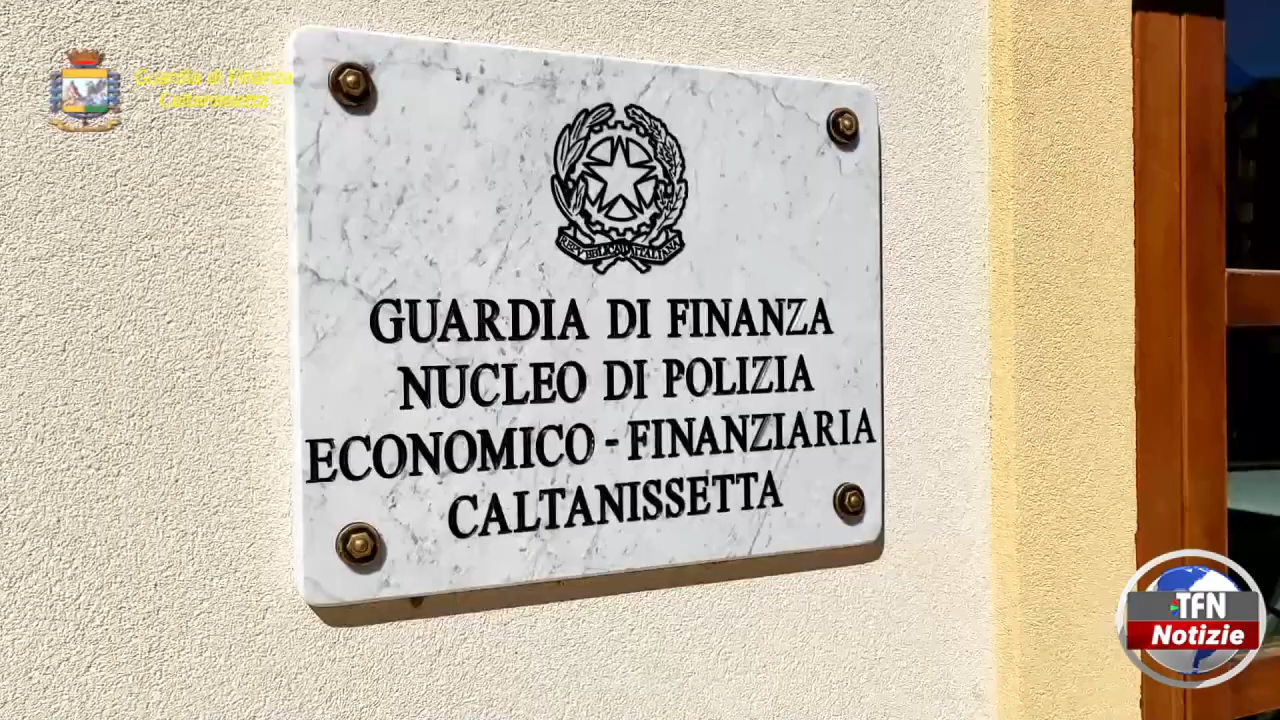 Guardia di Finanza
Caltanissetta
REPVBBLICA ITALIANA
GUARDIA DI FINANZA
NUCLEO DI POLIZIA
ECONOMICO - FINANZIARIA
CALTANISSETTA
TFN
Notizie